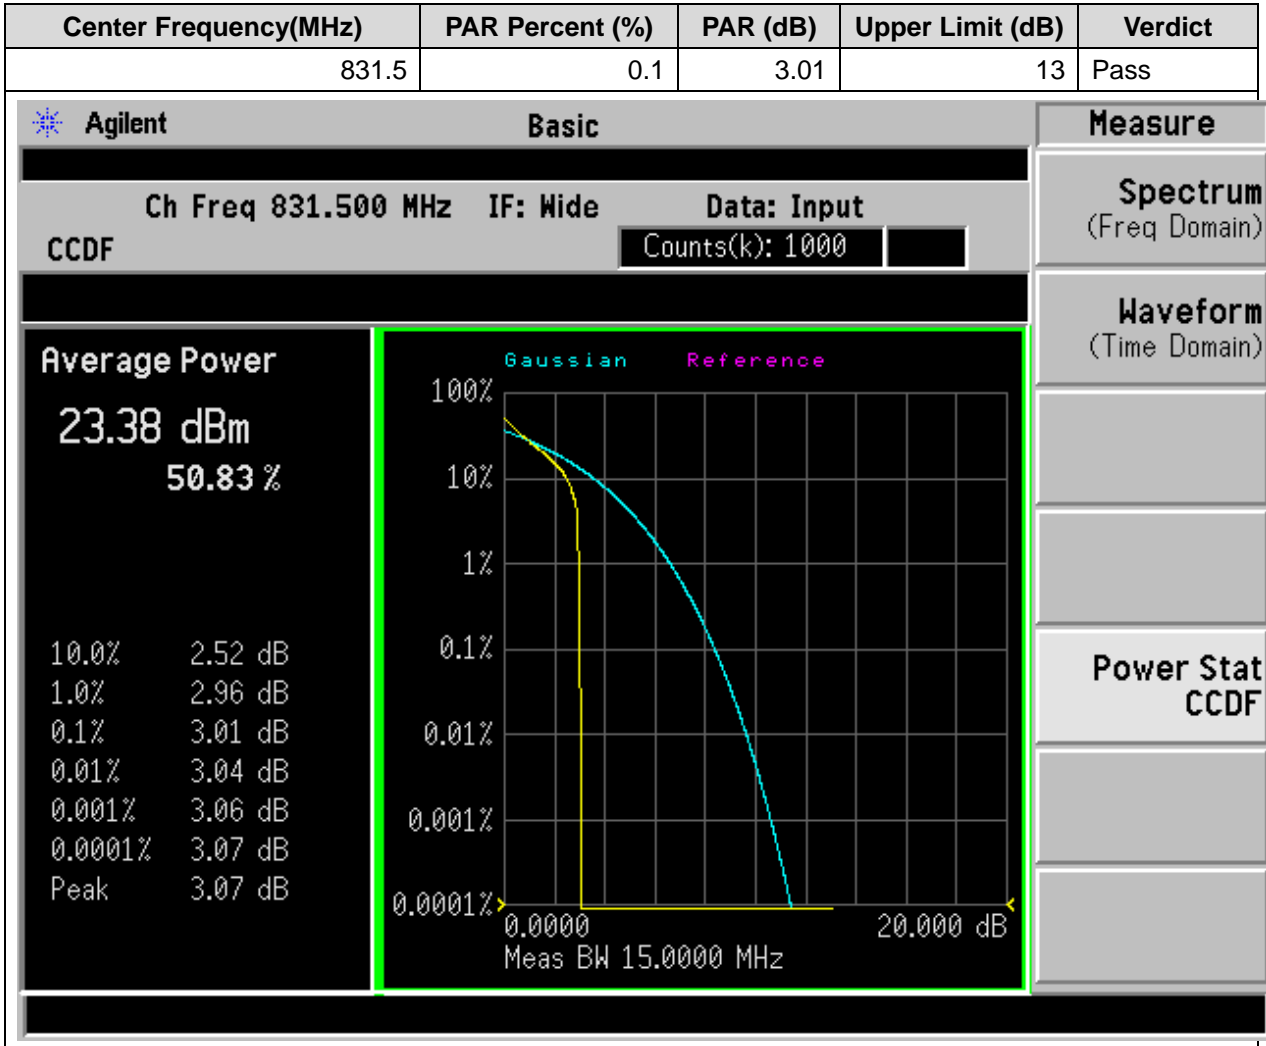 Center Frequency(MHz) PAR Percent (%) PAR (dB) Upper Limit (dB) Verdict
831.5 0.1 3.01 13 Pass
Agilent Basic Measure
Ch Freq 831.500 MHz IF: Wide Data: Input
CCDF Counts(k): 1000
Average Power
23.38 dBm
50.83 %
10.0% 2.52 dB
1.0% 2.96 dB
0.1% 3.01 dB
0.01% 3.04 dB
0.001% 3.06 dB
0.0001% 3.07 dB
Peak 3.07 dB
Gaussian Reference
100%
10%
1%
0.1%
0.01%
0.001%
0.0001%
0.0000 20.000 dB
Meas BW 15.0000 MHz
Spectrum
(Freq Domain)
Waveform
(Time Domain)
Power Stat
CCDF